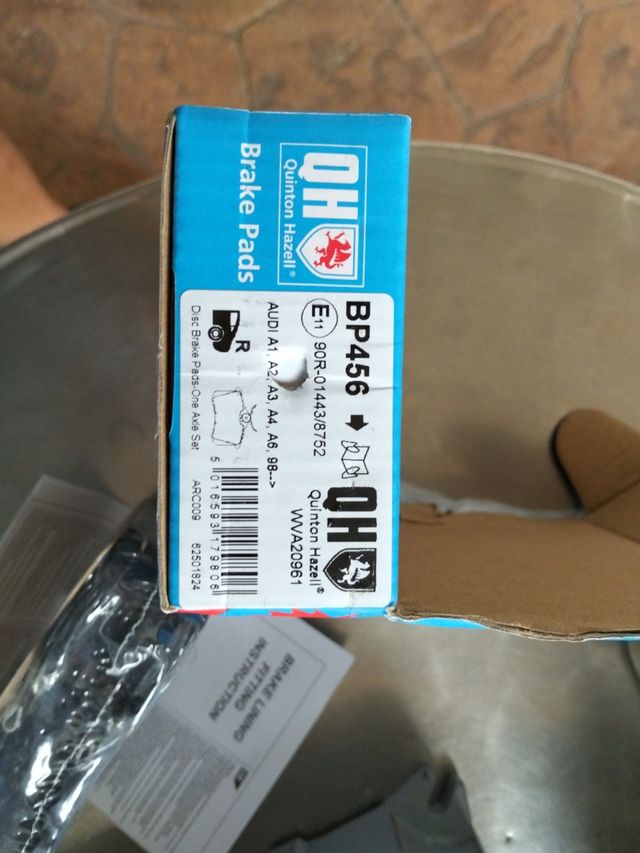 QH
Quinton Hazell®
Brake Pads
BP456
E11 90R-01443/8752
AUDI A1, A2, A3, A4, A6, 98-->
R
Disc Brake Pads-One Axle Set
QH
Quinton Hazell®
WVA20961
5 016593 179806
ARC009
62501824
BRAKE LINING
FITTING
INSTRUCTION